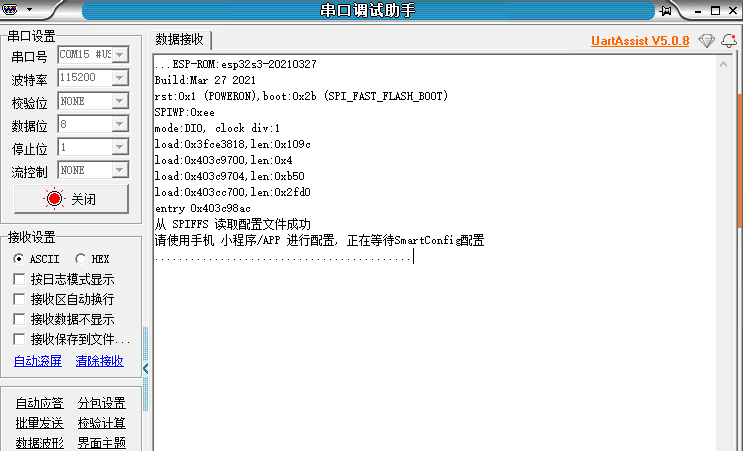 串口调试助手
串口设置
串口号 COM15 #US
波特率 115200
校验位 NONE
数据位 8
停止位 1
流控制 NONE
关闭
接收设置
ASCII HEX
按日志模式显示
接收区自动换行
接收数据不显示
接收保存到文件...
自动滚屏 清除接收
自动应答 分包设置
批量发送 校验计算
数据波形 界面主题
数据接收
UartAssist V5.0.8
...ESP-ROM:esp32s3-20210327
Build:Mar 27 2021
rst:0x1 (POWERON),boot:0x2b (SPI_FAST_FLASH_BOOT)
SPIWP:0xee
mode:DIO, clock div:1
load:0x3fce3818,len:0x109c
load:0x403c9700,len:0x4
load:0x403c9704,len:0xb50
load:0x403cc700,len:0x2fd0
entry 0x403c98ac
从 SPIFFS 读取配置文件成功
请使用手机 小程序/APP 进行配置, 正在等待SmartConfig配置
...........................................